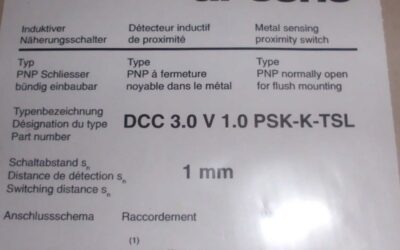 Induktiver Détecteur inductif Metal sensing
Näherungsschalter de proximité proximity switch
Typ Type Type
PNP Schliesser PNP à fermeture PNP normally open
bündig einbaubar noyable dans le métal for flush mounting
Typenbezeichnung
Désignation du type DCC 3.0 V 1.0 PSK-K-TSL
Part number
Schaltabstand sn
Distance de détection sn 1 mm
Switching distance sn
Anschlussschema Raccordement
(1)